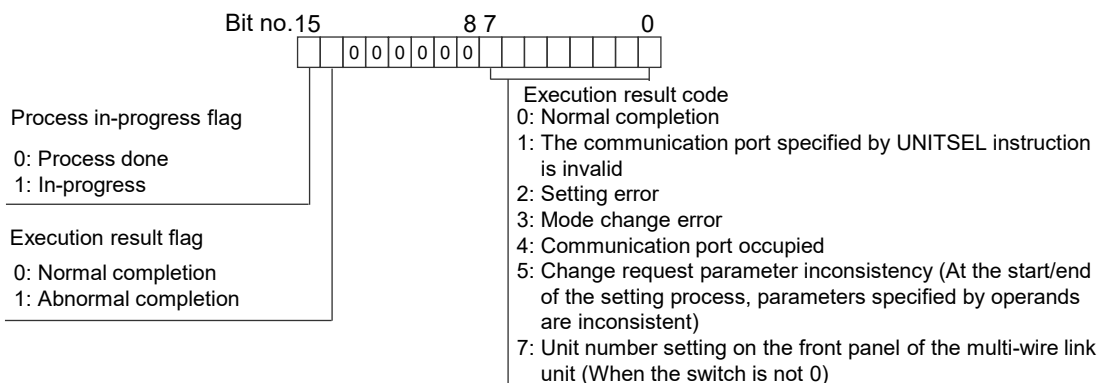 Bit no.15 8 7 0
0 0 0 0 0 0
Process in-progress flag
0: Process done
1: In-progress
Execution result flag
0: Normal completion
1: Abnormal completion
Execution result code
0: Normal completion
1: The communication port specified by UNITSEL instruction
is invalid
2: Setting error
3: Mode change error
4: Communication port occupied
5: Change request parameter inconsistency (At the start/end
of the setting process, parameters specified by operands
are inconsistent)
7: Unit number setting on the front panel of the multi-wire link
unit (When the switch is not 0)